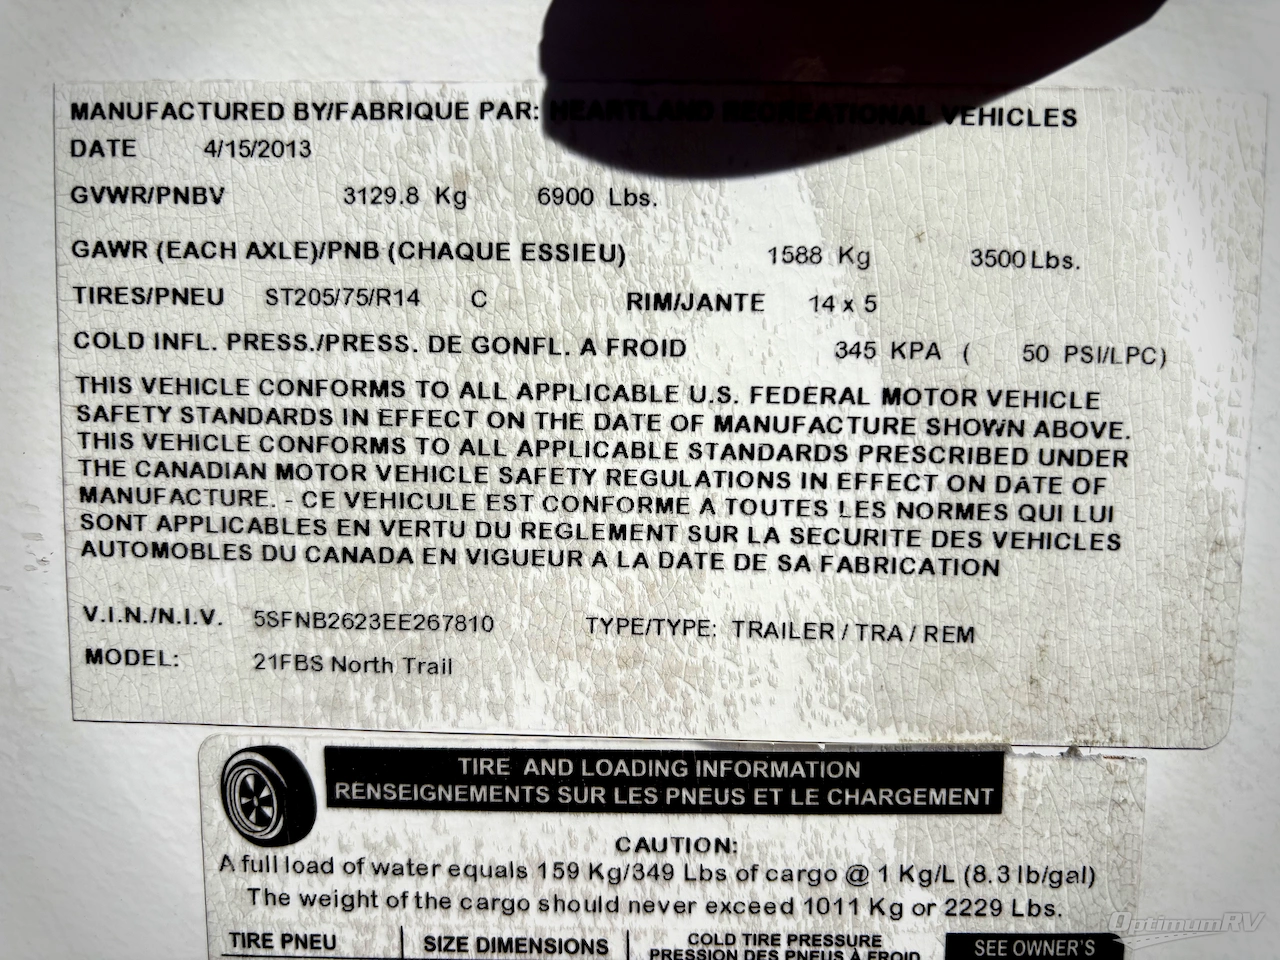 MANUFACTURED BY/FABRIQUE PAR: HEARTLAND RECREATIONAL VEHICLES
DATE 4/15/2013
GVWR/PNBV 3129.8 Kg 6900 Lbs.
GAWR (EACH AXLE)/PNB (CHAQUE ESSIEU) 1588 Kg 3500 Lbs.
TIRES/PNEU ST205/75/R14 C RIM/JANTE 14 x 5
COLD INFL. PRESS./PRESS. DE GONFL. A FROID 345 KPA ( 50 PSI/LPC)
THIS VEHICLE CONFORMS TO ALL APPLICABLE U.S. FEDERAL MOTOR VEHICLE
SAFETY STANDARDS IN EFFECT ON THE DATE OF MANUFACTURE SHOWN ABOVE.
THIS VEHICLE CONFORMS TO ALL APPLICABLE STANDARDS PRESCRIBED UNDER
THE CANADIAN MOTOR VEHICLE SAFETY REGULATIONS IN EFFECT ON DATE OF
MANUFACTURE. - CE VEHICULE EST CONFORME A TOUTES LES NORMES QUI LUI
SONT APPLICABLES EN VERTU DU REGLEMENT SUR LA SECURITE DES VEHICLES
AUTOMOBLES DU CANADA EN VIGUEUR A LA DATE DE SA FABRICATION
V.I.N./N.I.V. 5SFNB2623EE267810 TYPE/TYPE: TRAILER / TRA / REM
MODEL: 21FBS North Trail
TIRE AND LOADING INFORMATION
RENSEIGNEMENTS SUR LES PNEUS ET LE CHARGEMENT
CAUTION:
A full load of water equals 159 Kg/349 Lbs of cargo @ 1 Kg/L (8.3 lb/gal)
The weight of the cargo should never exceed 1011 Kg or 2229 Lbs.
TIRE PNEU SIZE DIMENSIONS COLD TIRE PRESSURE SEE OWNER'S
PRESSION DES PNEUS À FROID
OptimumRV